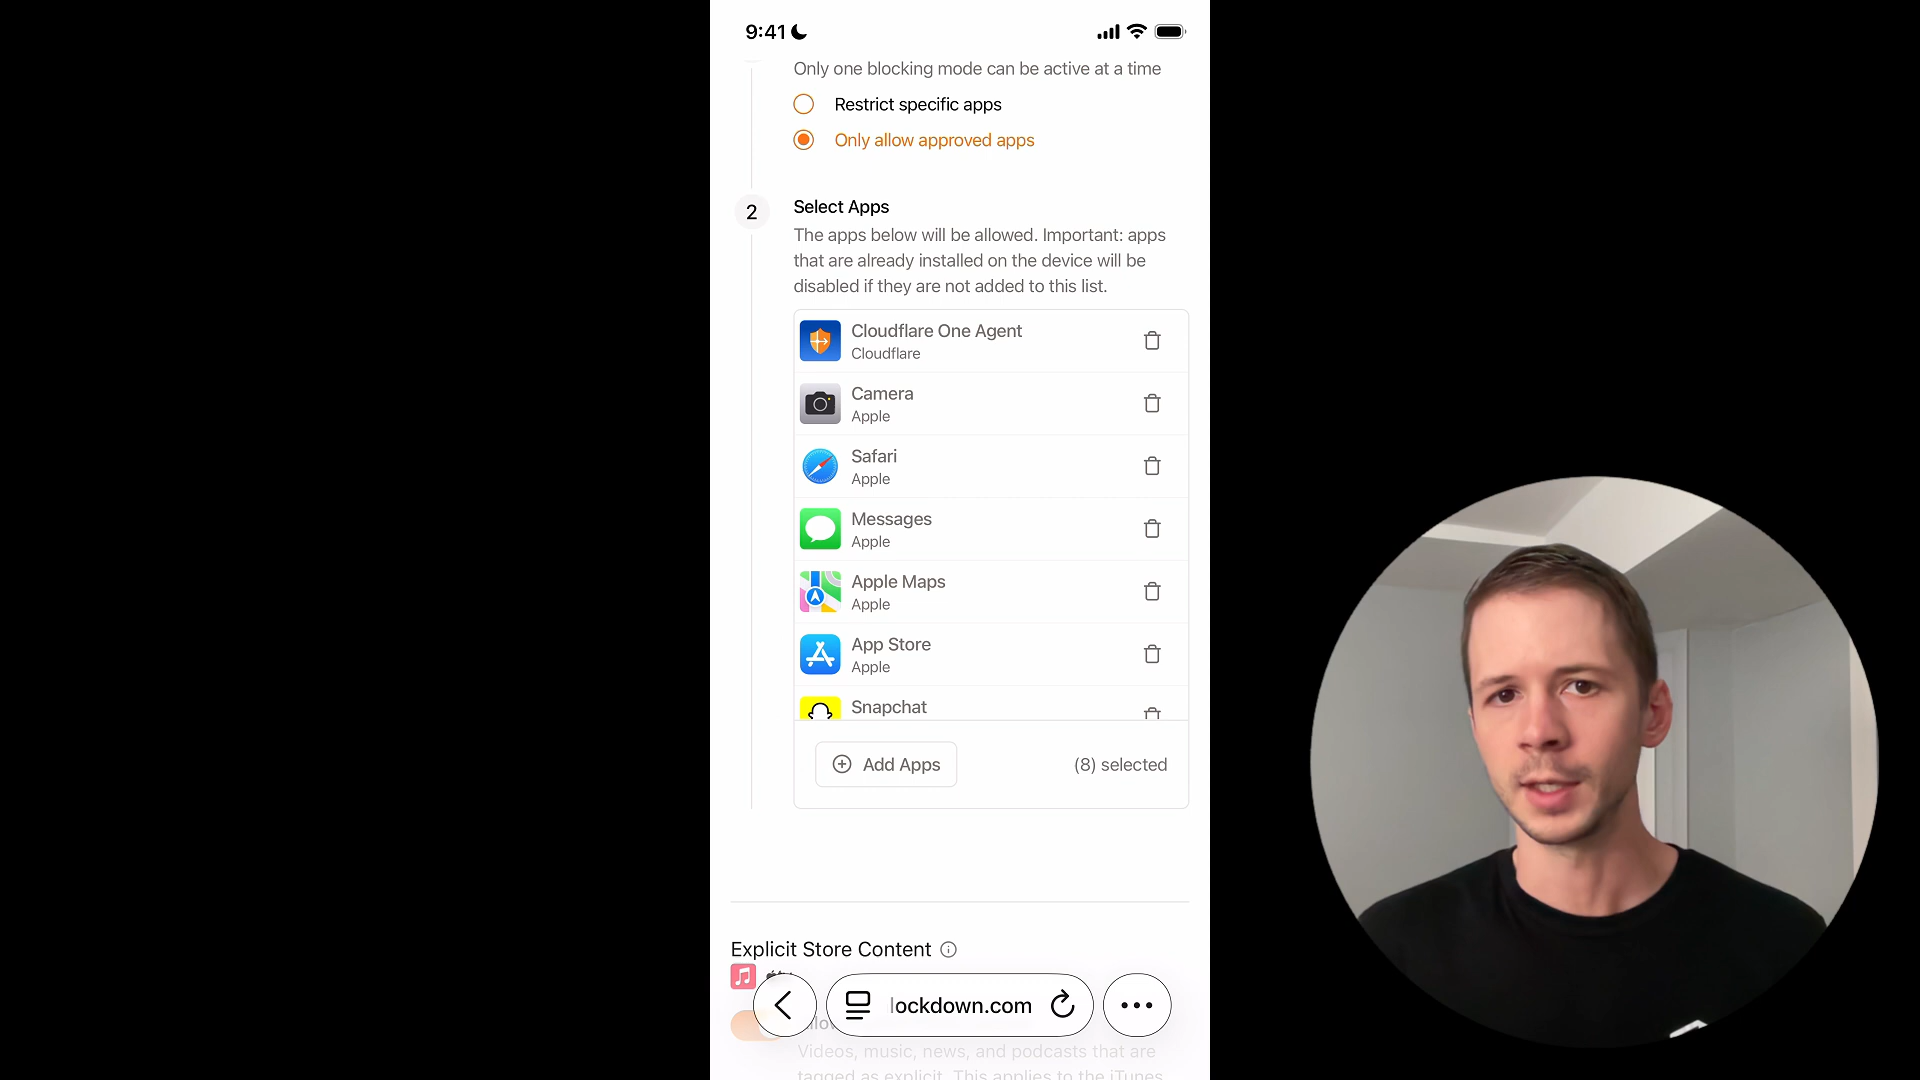 9:41
Only one blocking mode can be active at a time
Restrict specific apps
Only allow approved apps
2
Select Apps
The apps below will be allowed. Important: apps
that are already installed on the device will be
disabled if they are not added to this list.
Cloudflare One Agent
Cloudflare
Camera
Apple
Safari
Apple
Messages
Apple
Apple Maps
Apple
App Store
Apple
Snapchat
Add Apps
(8) selected
Explicit Store Content
lockdown.com
Videos, music, news, and podcasts that are
tagged as explicit. This applies to the iTunes